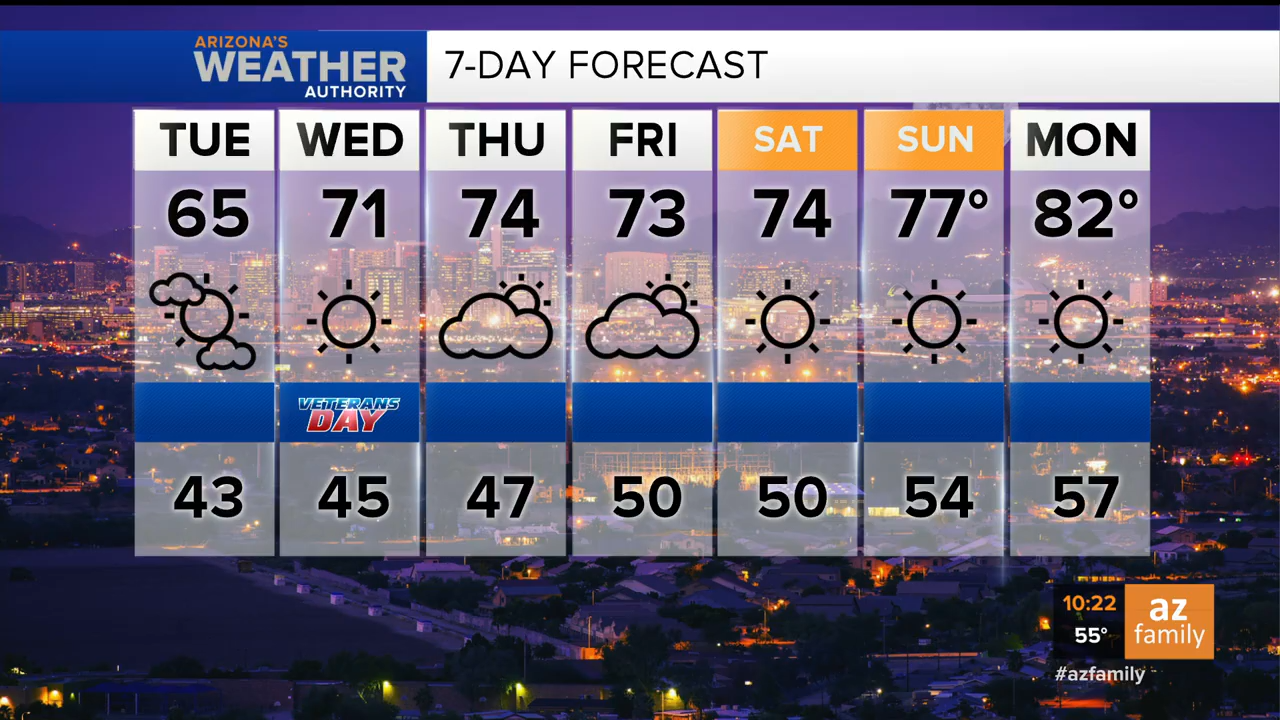 ARIZONA'S
WEATHER
AUTHORITY
7-DAY FORECAST
TUE WED THU FRI SAT SUN MON
65 71 74 73 74 77° 82°
VETERANS
DAY
43 45 47 50 50 54 57
10:22
55°
az
family
#azfamily